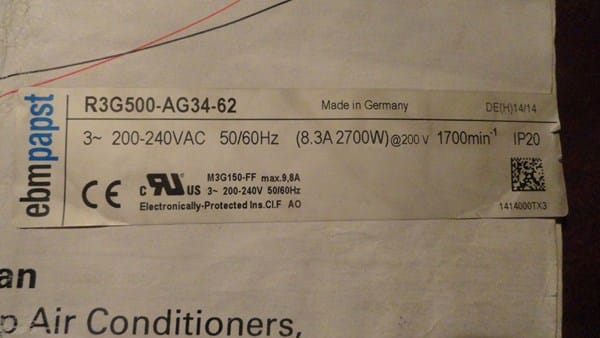 ebmpapst
R3G500-AG34-62 Made in Germany DE(H)14/14
3~ 200-240VAC 50/60Hz (8.3A 2700W)@200 V 1700min-1 IP20
CE c RU US M3G150-FF max.9,8A
3~ 200-240V 50/60Hz
Electronically-Protected Ins.Cl.F AO
1414000TX3
an
p Air Conditioners,